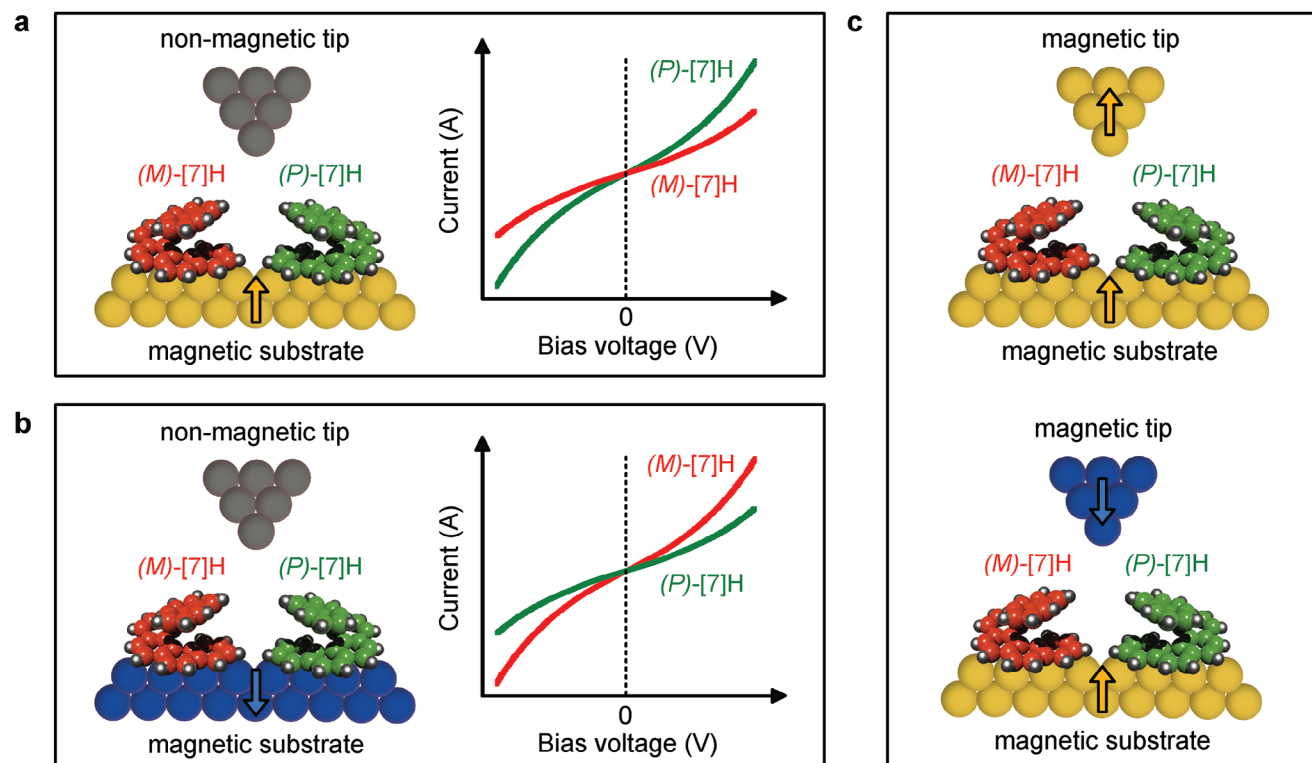 a
non-magnetic tip
(M)-[7]H
(P)-[7]H
magnetic substrate
Current (A)
(P)-[7]H
(M)-[7]H
0
Bias voltage (V)
b
non-magnetic tip
(M)-[7]H
(P)-[7]H
magnetic substrate
Current (A)
(M)-[7]H
(P)-[7]H
0
Bias voltage (V)
c
magnetic tip
(M)-[7]H
(P)-[7]H
magnetic substrate
magnetic tip
(M)-[7]H
(P)-[7]H
magnetic substrate